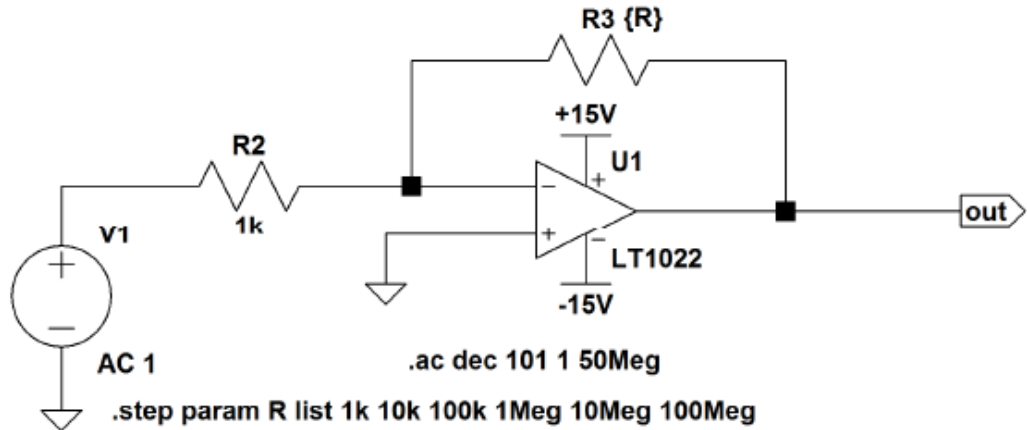 R3 {R}
+15V
R2
U1
1k
V1
out
LT1022
-15V
AC 1
.ac dec 101 1 50Meg
.step param R list 1k 10k 100k 1Meg 10Meg 100Meg